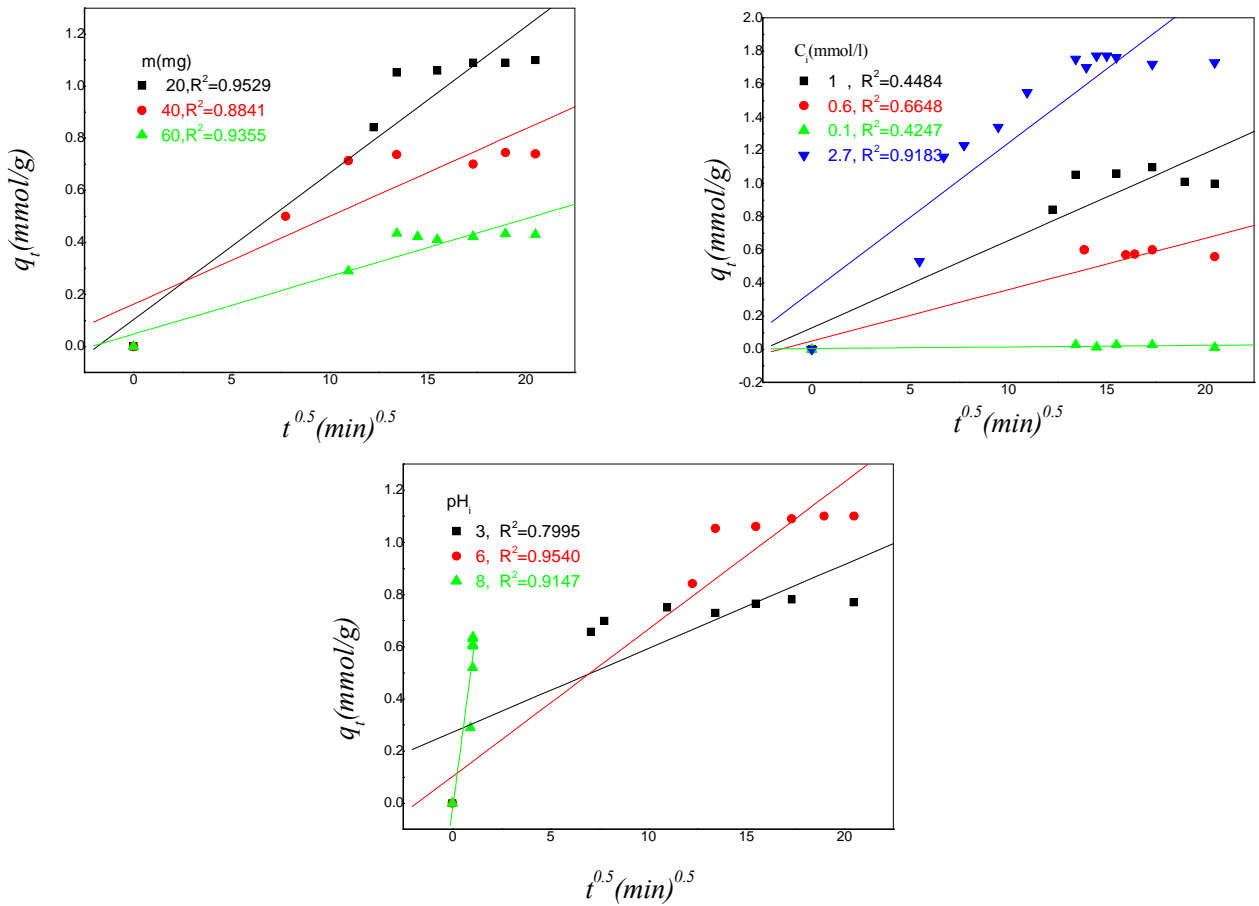 m(mg)
20,R²=0.9529
40,R²=0.8841
60,R²=0.9355
1.2
1.0
0.8
0.6
0.4
0.2
0.0
0 5 10 15 20
qt(mmol/g)
t^0.5(min)^0.5
Ci(mmol/l)
1 , R²=0.4484
0.6, R²=0.6648
0.1, R²=0.4247
2.7, R²=0.9183
2.0
1.8
1.6
1.4
1.2
1.0
0.8
0.6
0.4
0.2
0.0
-0.2
0 5 10 15 20
qt(mmol/g)
t^0.5(min)^0.5
pHi
3, R²=0.7995
6, R²=0.9540
8, R²=0.9147
1.2
1.0
0.8
0.6
0.4
0.2
0.0
0 5 10 15 20
qt(mmol/g)
t^0.5(min)^0.5